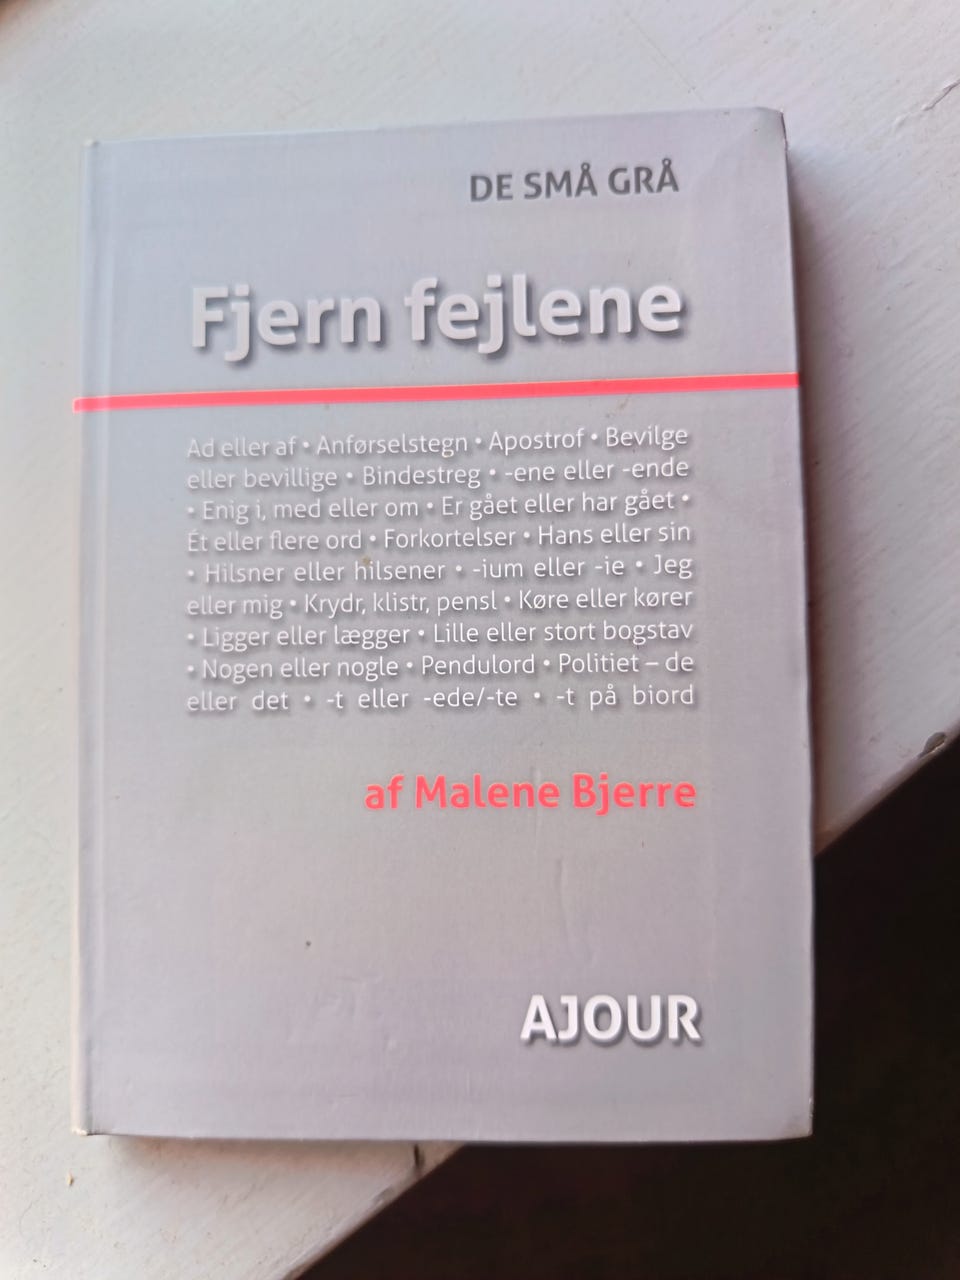 DE SMÅ GRÅ
Fjern fejlene
Ad eller af • Anførselstegn • Apostrof • Bevilge
eller bevillige • Bindestreg • -ene eller -ende
• Enig i, med eller om • Er gået eller har gået •
Ét eller flere ord • Forkortelser • Hans eller sin
• Hilsner eller hilsener • -ium eller -ie • Jeg
eller mig • Krydr, klistr, pensl • Køre eller kører
• Ligger eller lægger • Lille eller stort bogstav
• Nogen eller nogle • Pendulord • Politiet – de
eller det • -t eller -ede/-te • -t på biord
af Malene Bjerre
AJOUR